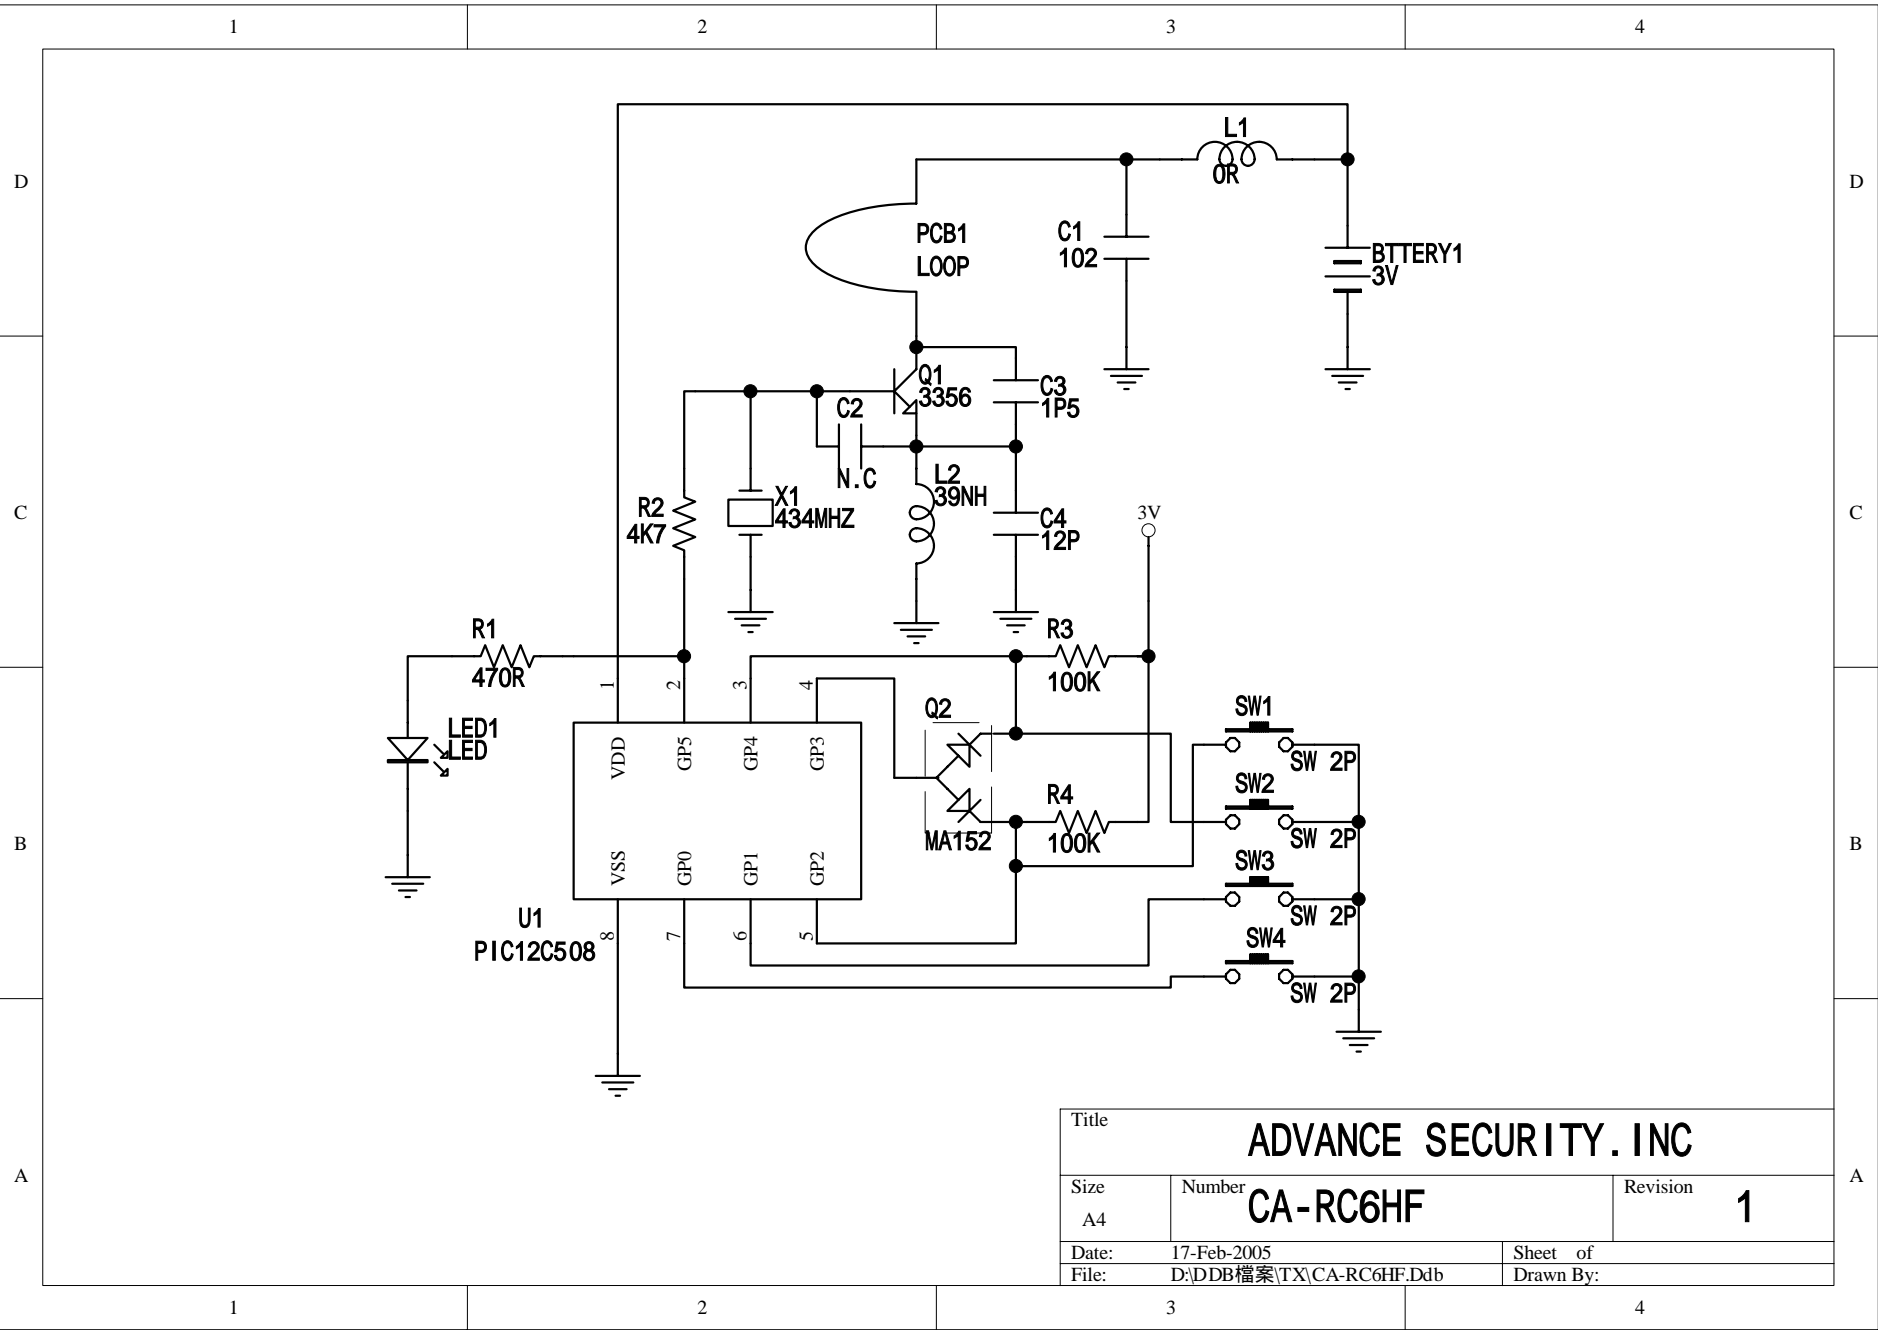 1 2 3 4
D D
L1
0R
PCB1
LOOP
C1
102
BTTERY1
3V
Q1
3356
C3
1P5
C2
N.C
L2
39NH
X1
434MHZ
R2
4K7
C4
12P
3V
C C
R1
470R
R3
100K
1 2 3 4
Q2
LED1
LED
VDD GP5 GP4 GP3
SW1
SW 2P
SW2
SW 2P
R4
100K
MA152
B B
VSS GP0 GP1 GP2
SW3
SW 2P
U1
PIC12C508
8 7 6 5
SW4
SW 2P
Title
ADVANCE SECURITY.INC
A A
Size
A4
Number
CA-RC6HF
Revision
1
Date: 17-Feb-2005 Sheet of
File: D:\DDB檔案\TX\CA-RC6HF.Ddb Drawn By:
1 2 3 4